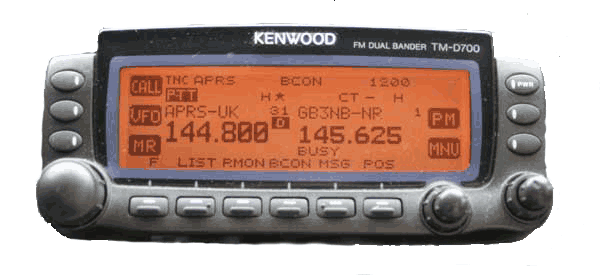 KENWOOD FM DUAL BANDER TM-D700
CALL TNC APRS BCON 1200 PWR
PTT H★ CT - H
VFO APRS-UK 31 GB3NB-NR 1 PM
D
MR 144.800 145.625 MNU
BUSY
F LIST RMON BCON MSG POS